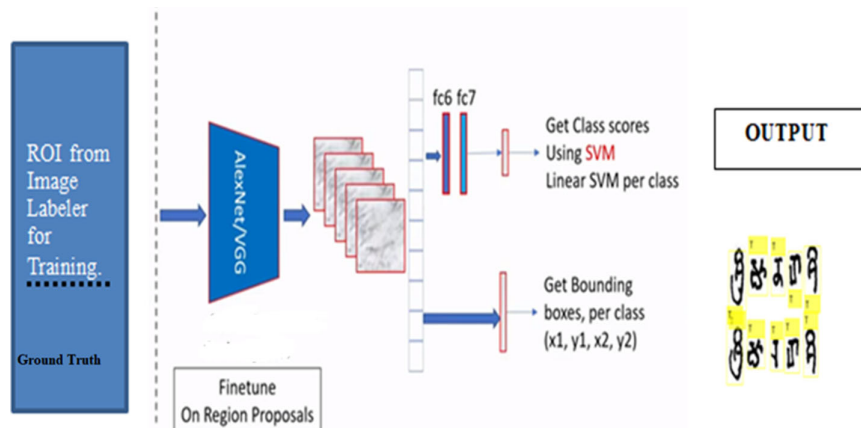 ROI from
Image
Labeler
for
Training.
Ground Truth
AlexNet/VGG
Finetune
On Region Proposals
fc6 fc7
Get Class scores
Using SVM
Linear SVM per class
Get Bounding
boxes, per class
(x1, y1, x2, y2)
OUTPUT